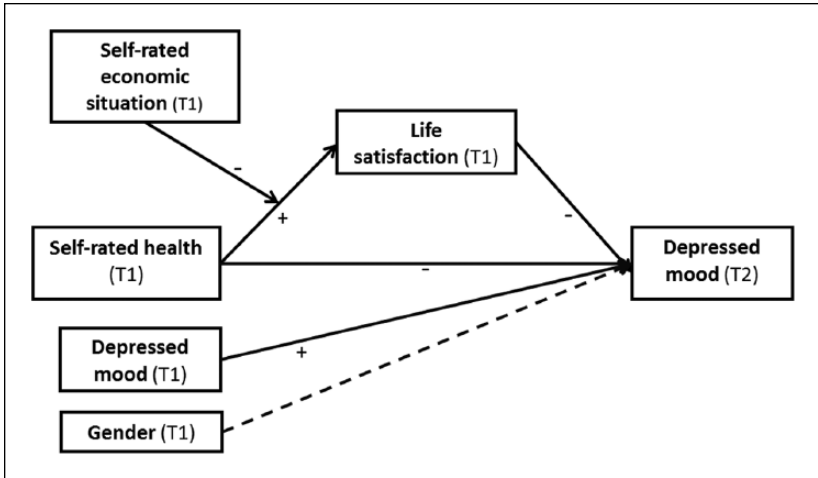 Self-rated
economic
situation (T1)
Life
satisfaction (T1)
-
+
-
Self-rated health
(T1)
-
Depressed
mood (T2)
Depressed
mood (T1)
+
Gender (T1)